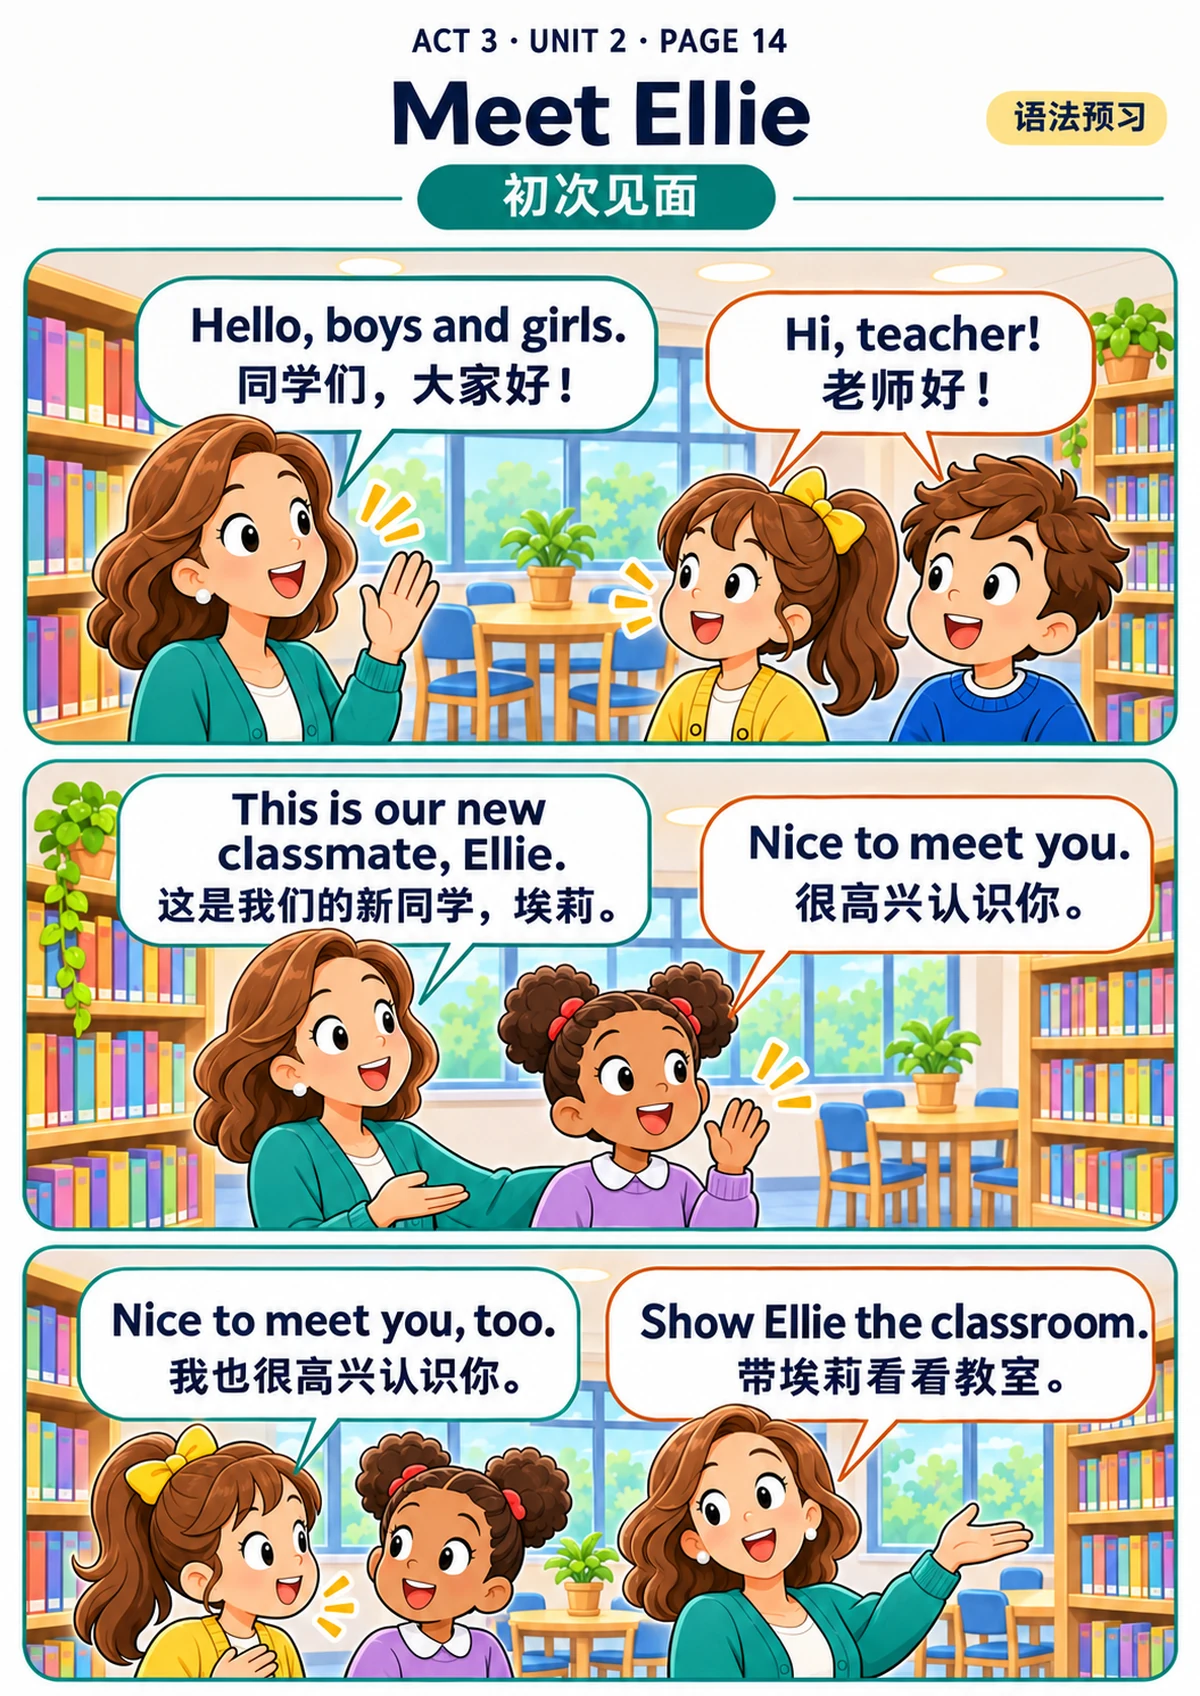 ACT 3 · UNIT 2 · PAGE 14
Meet Ellie
语法预习
初次见面
Hello, boys and girls.
同学们，大家好！
Hi, teacher!
老师好！
This is our new
classmate, Ellie.
这是我们的新同学，埃莉。
Nice to meet you.
很高兴认识你。
Nice to meet you, too.
我也很高兴认识你。
Show Ellie the classroom.
带埃莉看看教室。